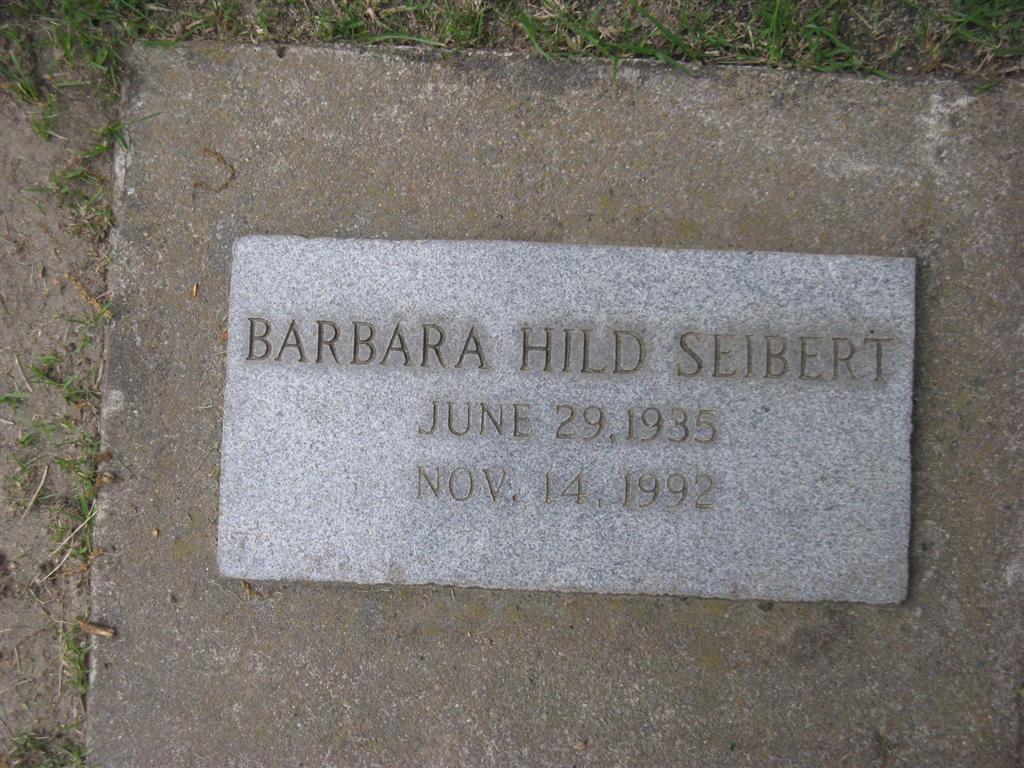 BARBARA HILD SEIBERT
JUNE 29, 1935
NOV. 14, 1992